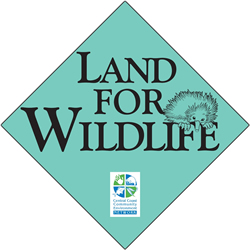 LAND
FOR
WILDLIFE
Central Coast
Community
Environment
NETWORK